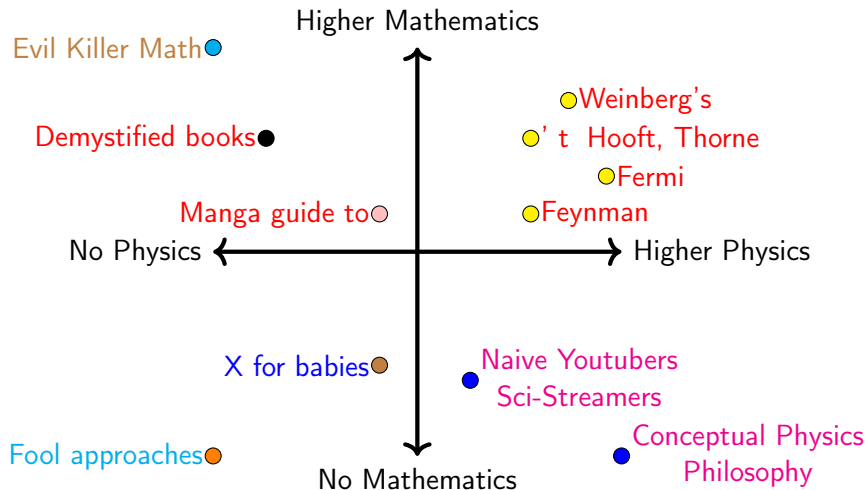 Higher Mathematics
Evil Killer Math
Weinberg's
Demystified books
' t Hooft, Thorne
Fermi
Manga guide to
Feynman
No Physics
Higher Physics
X for babies
Naive Youtubers
Sci-Streamers
Fool approaches
Conceptual Physics
Philosophy
No Mathematics